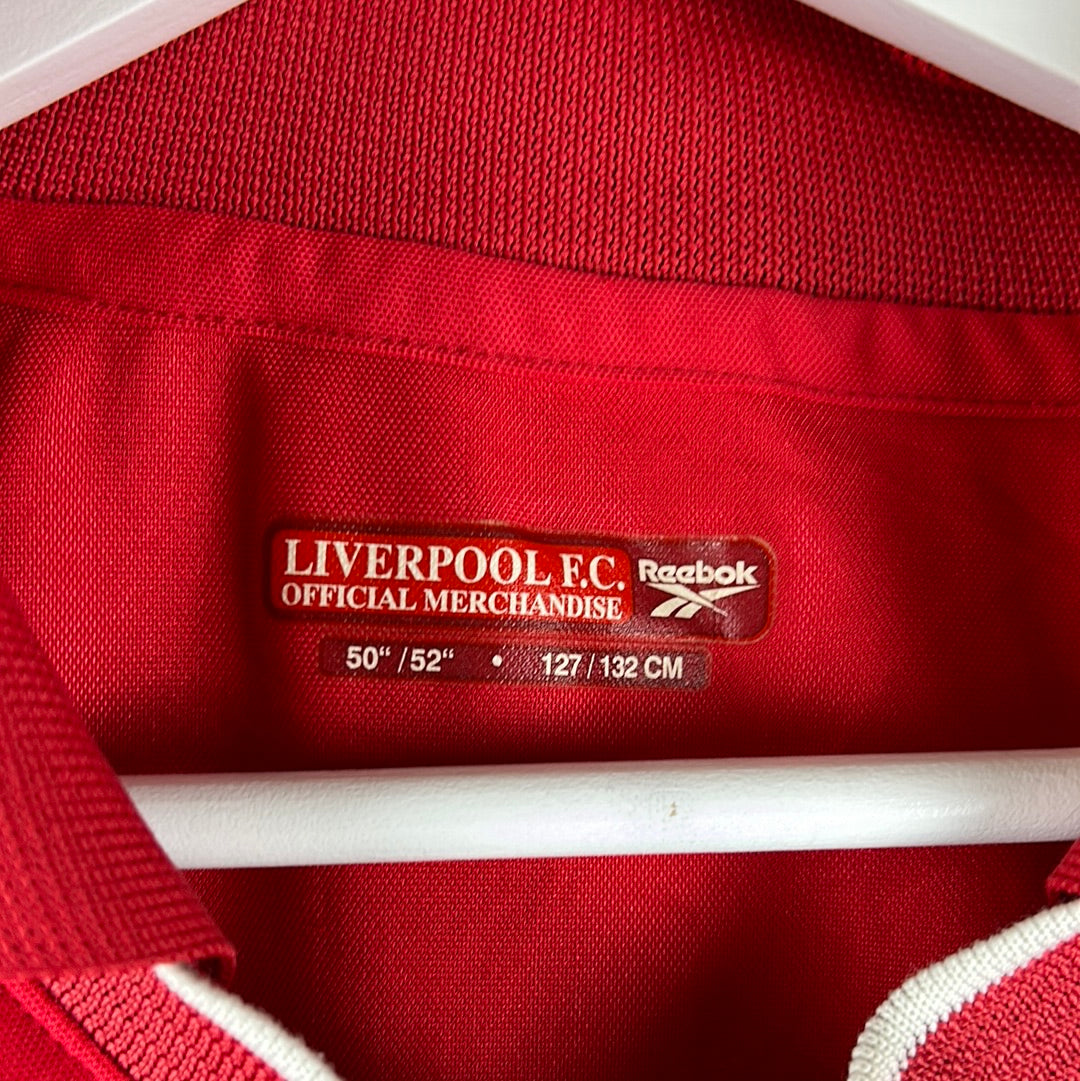 LIVERPOOL F.C. Reebok
OFFICIAL MERCHANDISE
50“ / 52“ • 127 / 132 CM